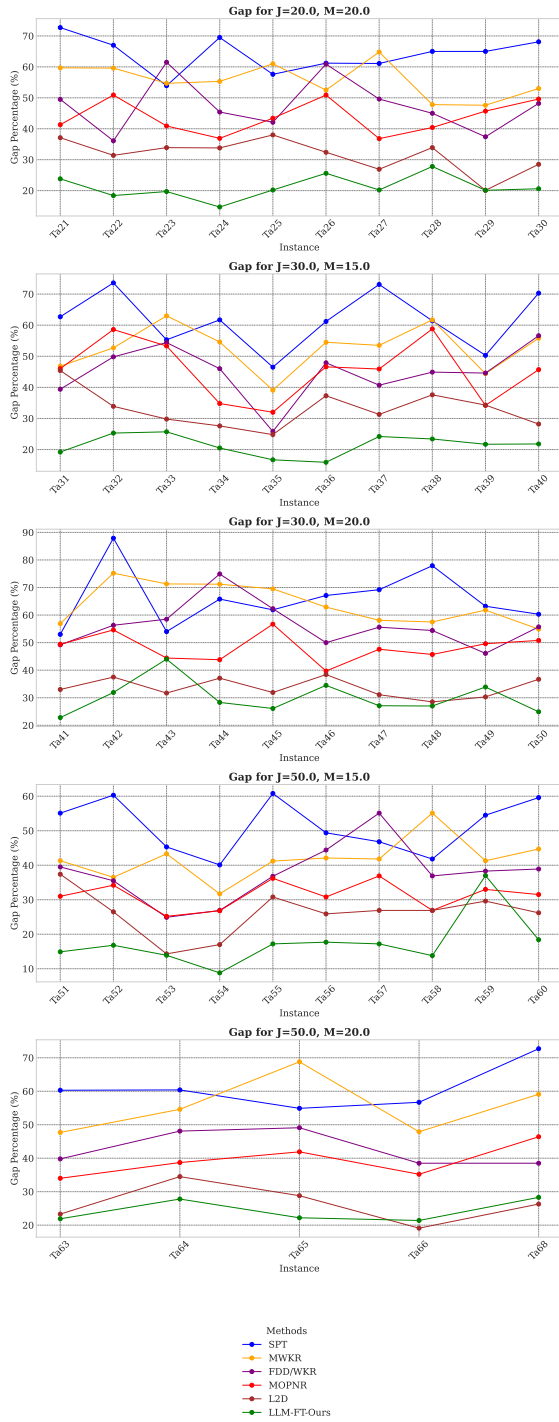 Gap for J=20.0, M=20.0
Gap Percentage (%)
70
60
50
40
30
20
Ta21 Ta22 Ta23 Ta24 Ta25 Ta26 Ta27 Ta28 Ta29 Ta30
Instance
Gap for J=30.0, M=15.0
Gap Percentage (%)
70
60
50
40
30
20
Ta31 Ta32 Ta33 Ta34 Ta35 Ta36 Ta37 Ta38 Ta39 Ta40
Instance
Gap for J=30.0, M=20.0
Gap Percentage (%)
90
80
70
60
50
40
30
20
Ta41 Ta42 Ta43 Ta44 Ta45 Ta46 Ta47 Ta48 Ta49 Ta50
Instance
Gap for J=50.0, M=15.0
Gap Percentage (%)
60
50
40
30
20
10
Ta51 Ta52 Ta53 Ta54 Ta55 Ta56 Ta57 Ta58 Ta59 Ta60
Instance
Gap for J=50.0, M=20.0
Gap Percentage (%)
70
60
50
40
30
20
Ta63 Ta64 Ta65 Ta66 Ta68
Instance
Methods
SPT
MWKR
FDD/WKR
MOPNR
L2D
LLM-FT-Ours